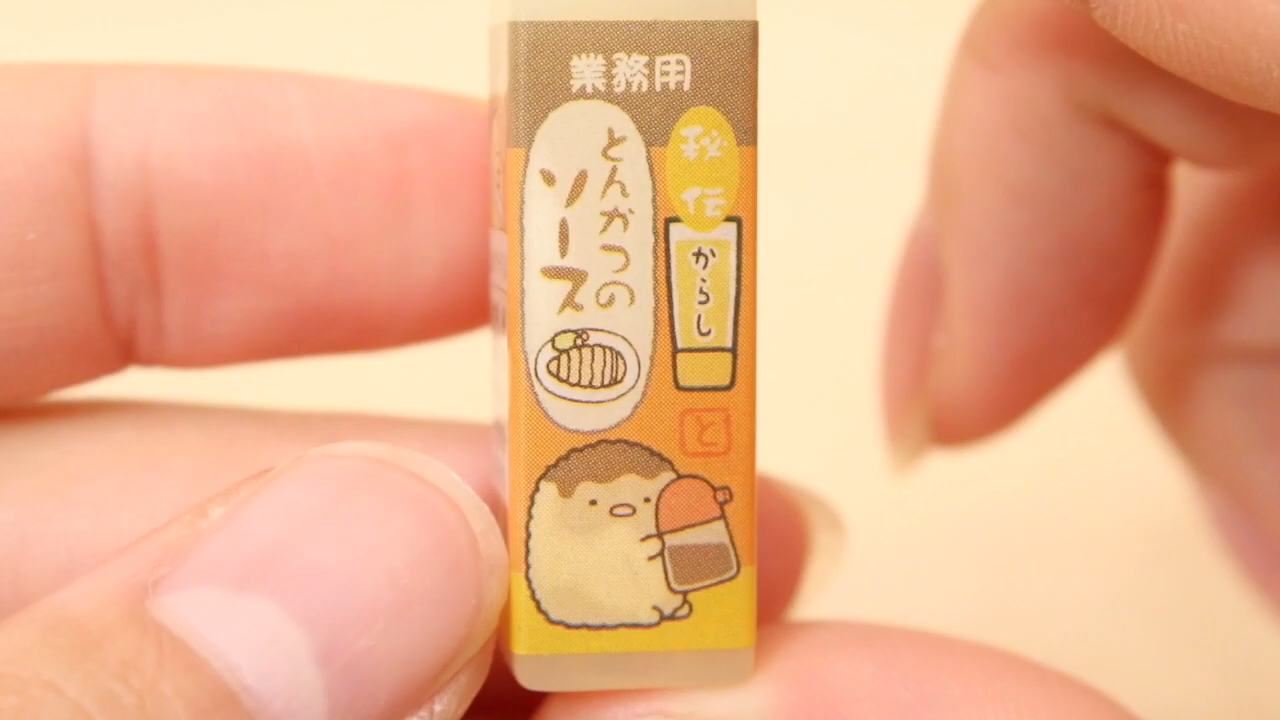 業務用
とんかつの
ソース
秘伝
からし
と